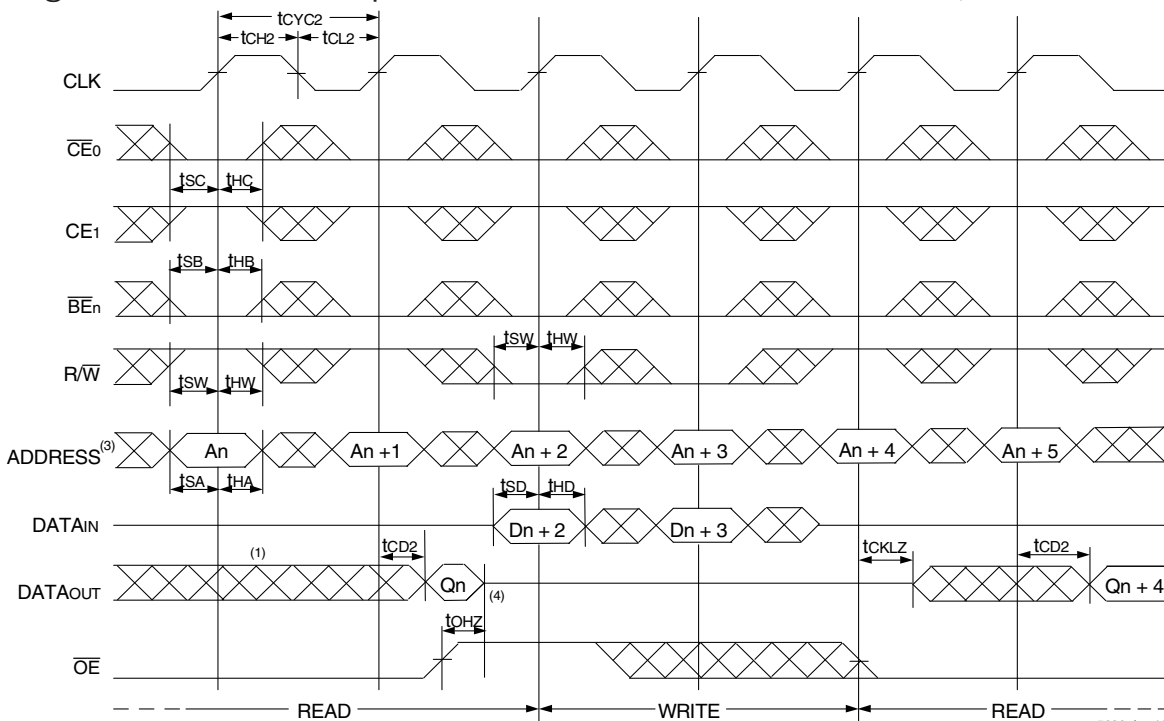 tCYC2
tCH2 tCL2
CLK
CE0
tSC tHC
CE1
tSB tHB
BEn
tSW tHW
R/W
tSW tHW
ADDRESS(3) An An +1 An + 2 An + 3 An + 4 An + 5
tSA tHA tSD tHD
DATAIN Dn + 2 Dn + 3
tCD2 tCKLZ tCD2
(1)
DATAOUT Qn (4) Qn + 4
tOHZ
OE
READ WRITE READ